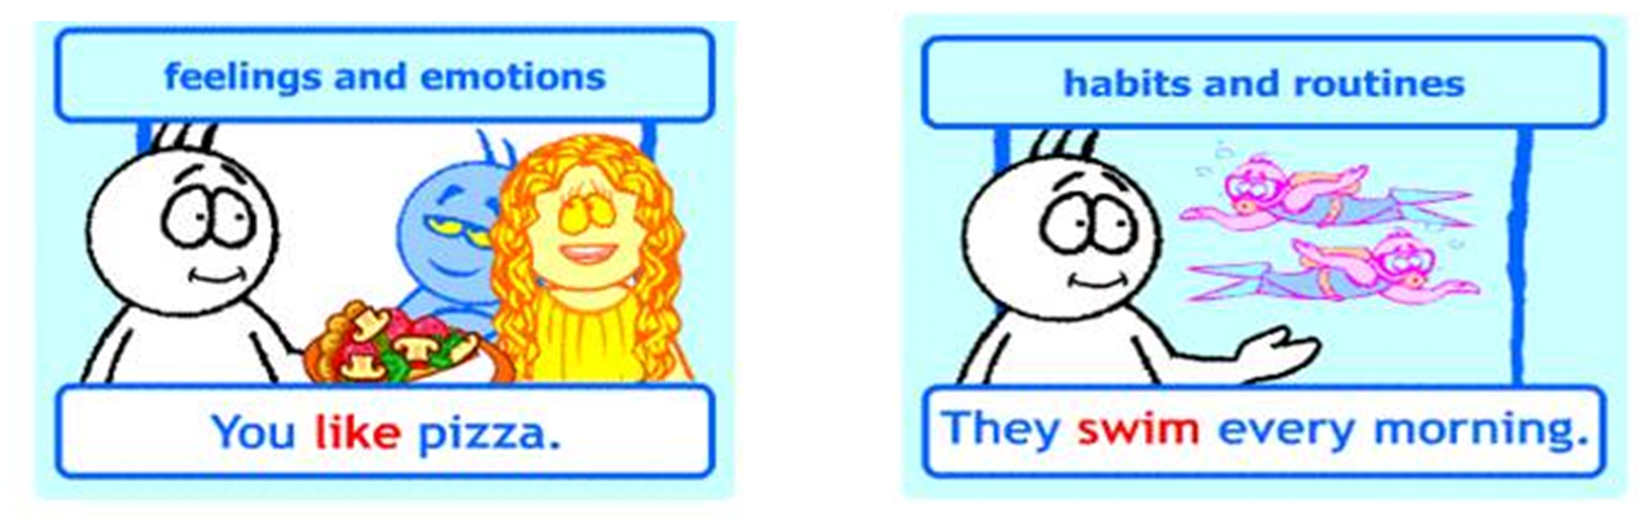 feelings and emotions
You like pizza.
habits and routines
They swim every morning.